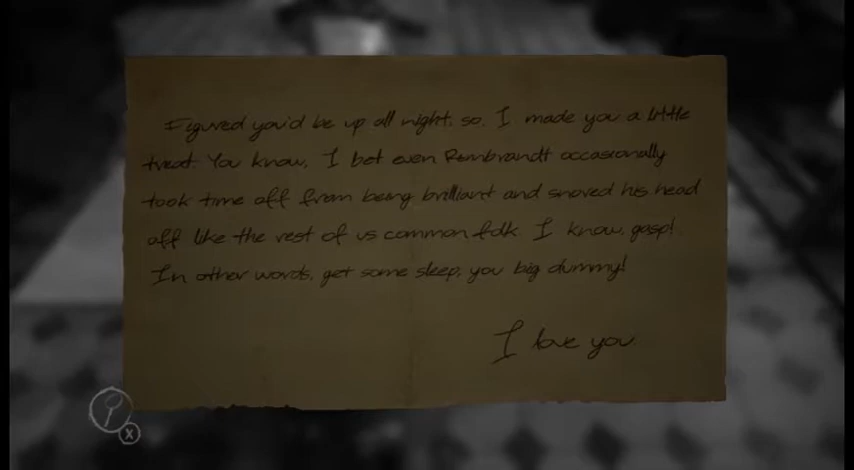 Figured you'd be up all night, so, I made you a little
treat. You know, I bet even Rembrandt occasionally
took time off from being brilliant and snored his head
off like the rest of us common folk. I know, gasp!
In other words, get some sleep, you big dummy!
I love you.
X